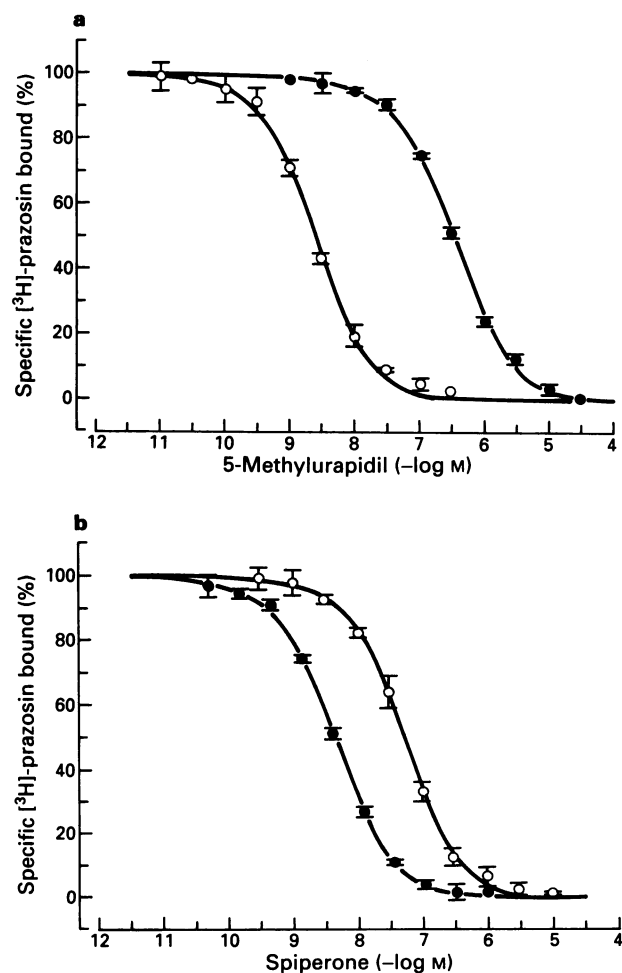 a
Specific [³H]-prazosin bound (%)
100
80
60
40
20
0
12 11 10 9 8 7 6 5 4
5-Methylurapidil (–log M)
b
Specific [³H]-prazosin bound (%)
100
80
60
40
20
0
12 11 10 9 8 7 6 5 4
Spiperone (–log M)